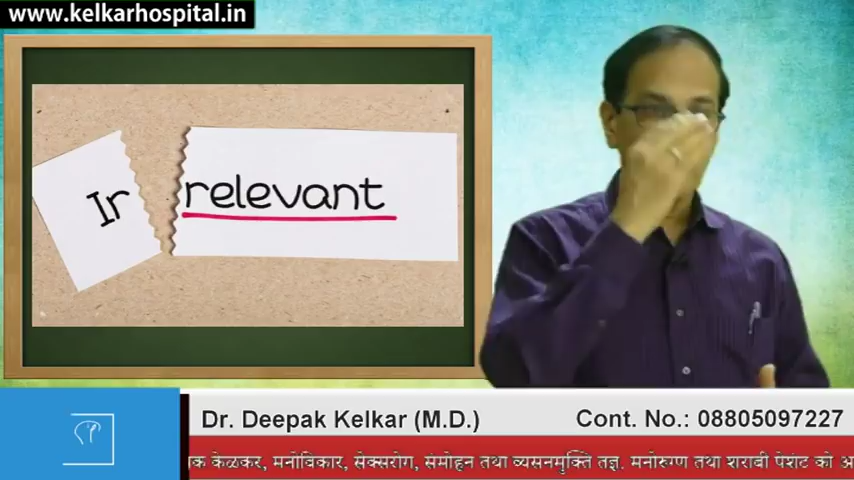 www.kelkarhospital.in
Ir relevant
Dr. Deepak Kelkar (M.D.)
Cont. No.: 08805097227
केळकर, मनोविकार, सेक्सरोग, संमोहन तथा व्यसनमुक्ति तज्ञ. मनोरुग्ण तथा शराबी पेशंट को